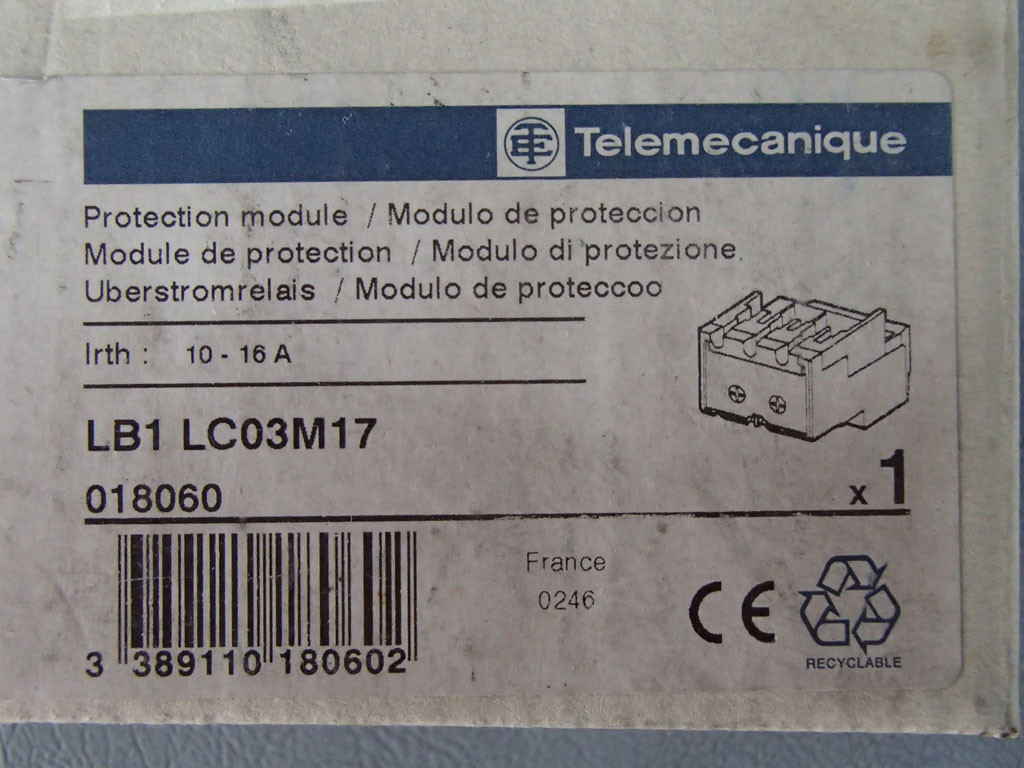 Telemecanique
Protection module / Modulo de proteccion
Module de protection / Modulo di protezione
Uberstromrelais / Modulo de proteccoo
Irth : 10 - 16 A
LB1 LC03M17
018060
x 1
France
0246
CE
3 389110 180602
RECYCLABLE